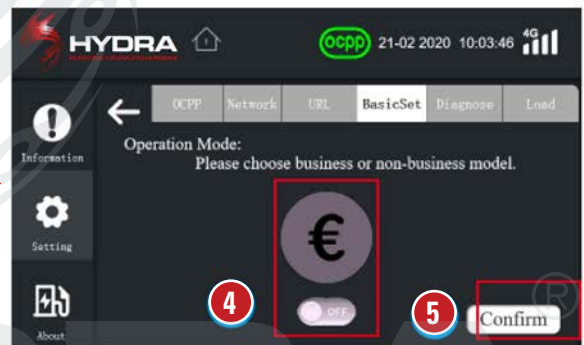 HYDRA
ocpp 21-02 2020 10:03:46 4G
OCPP Network URL BasicSet Diagnose Load
Information
Operation Mode:
Please choose business or non-business model.
€
Setting
4 OFF 5 Confirm
®
About